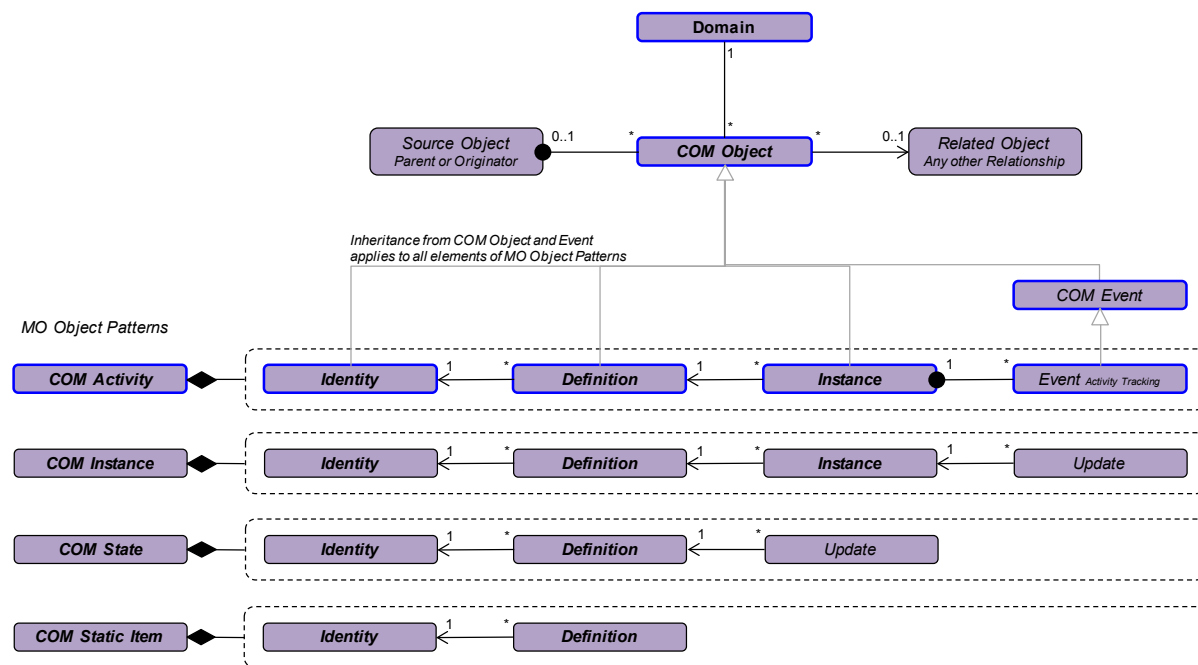 Domain
1
*
Source Object
Parent or Originator
0..1
*
COM Object
*
0..1
Related Object
Any other Relationship
Inheritance from COM Object and Event
applies to all elements of MO Object Patterns
COM Event
MO Object Patterns
COM Activity
Identity
1
*
Definition
1
*
Instance
1
*
Event Activity Tracking
COM Instance
Identity
1
*
Definition
1
*
Instance
1
*
Update
COM State
Identity
1
*
Definition
1
*
Update
COM Static Item
Identity
1
*
Definition